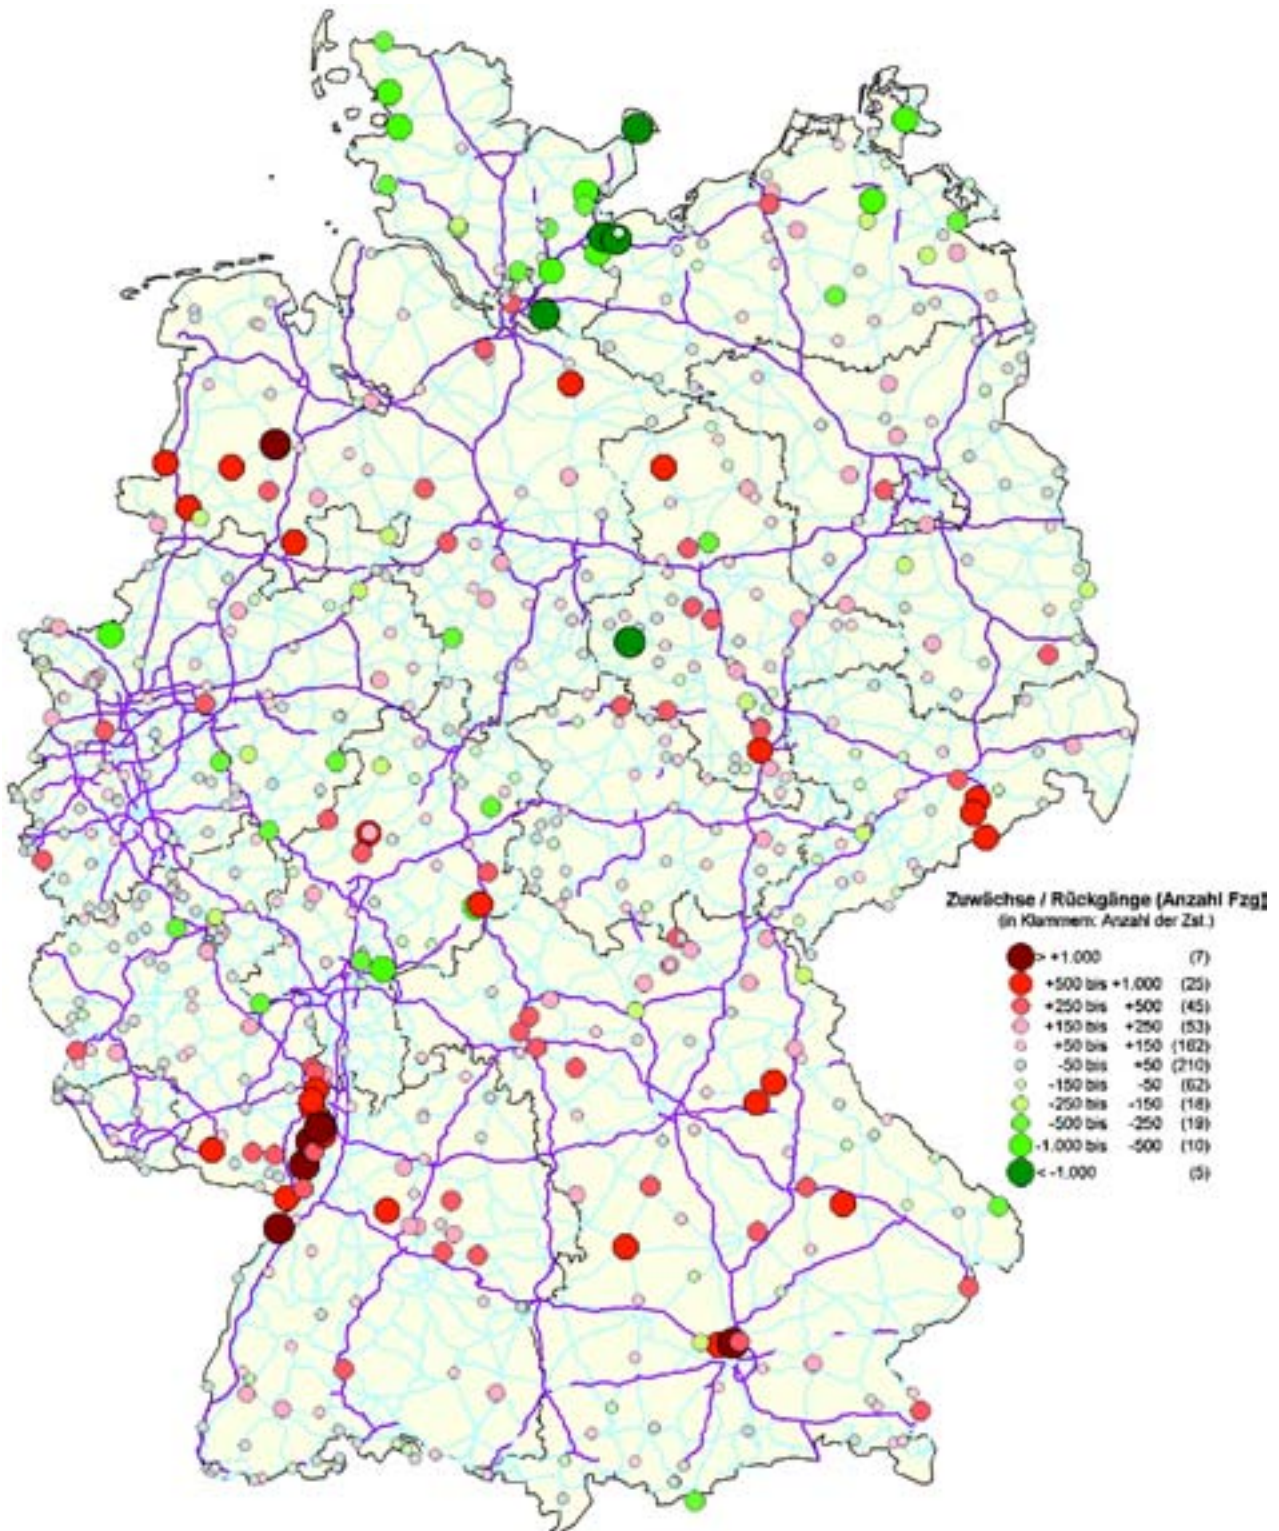 Zuwächse / Rückgänge (Anzahl Fzg)
(in Klammern: Anzahl der Zst.)
> +1.000 (7)
+500 bis +1.000 (25)
+250 bis +500 (45)
+150 bis +250 (53)
+50 bis +150 (162)
-50 bis +50 (210)
-150 bis -50 (62)
-250 bis -150 (18)
-500 bis -250 (19)
-1.000 bis -500 (10)
< -1.000 (5)